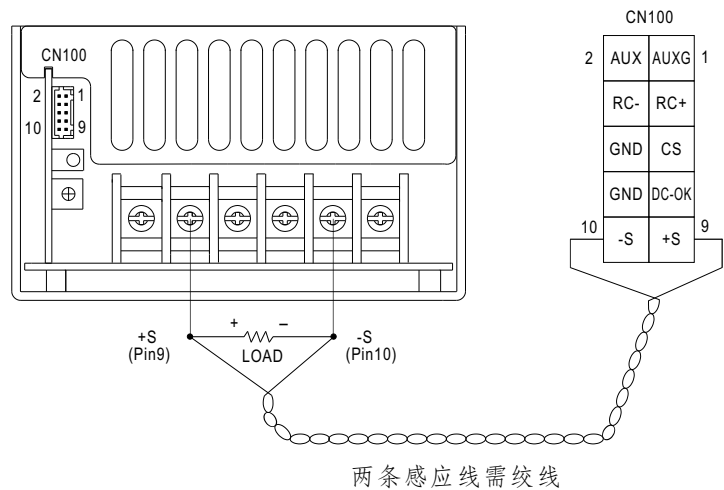 CN100
2 1
10 9
+S
(Pin9)
+ –
LOAD
-S
(Pin10)
CN100
2 AUX AUXG 1
RC- RC+
GND CS
GND DC-OK
10 -S +S 9
两条感应线需绞线